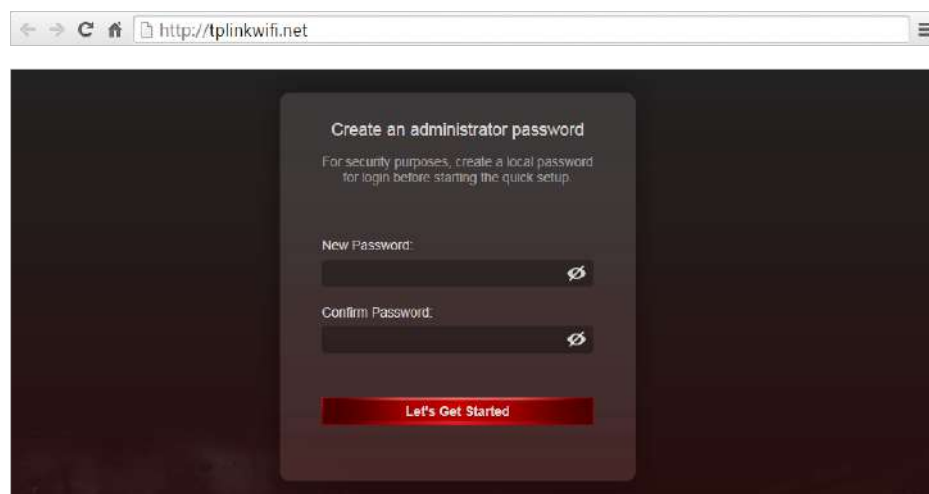 http://tplinkwifi.net
Create an administrator password
For security purposes, create a local password
for login before starting the quick setup.
New Password:
Confirm Password:
Let's Get Started